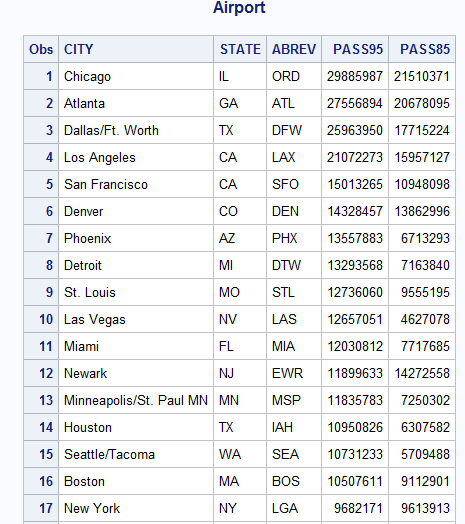 Airport
Obs CITY STATE ABREV PASS95 PASS85
1 Chicago IL ORD 29885987 21510371
2 Atlanta GA ATL 27556894 20678095
3 Dallas/Ft. Worth TX DFW 25963950 17715224
4 Los Angeles CA LAX 21072273 15957127
5 San Francisco CA SFO 15013265 10948098
6 Denver CO DEN 14328457 13862996
7 Phoenix AZ PHX 13557883 6713293
8 Detroit MI DTW 13293568 7163840
9 St. Louis MO STL 12736060 9555195
10 Las Vegas NV LAS 12657051 4627078
11 Miami FL MIA 12030812 7717685
12 Newark NJ EWR 11899633 14272558
13 Minneapolis/St. Paul MN MN MSP 11835783 7250302
14 Houston TX IAH 10950826 6307582
15 Seattle/Tacoma WA SEA 10731233 5709488
16 Boston MA BOS 10507611 9112901
17 New York NY LGA 9682171 9613913